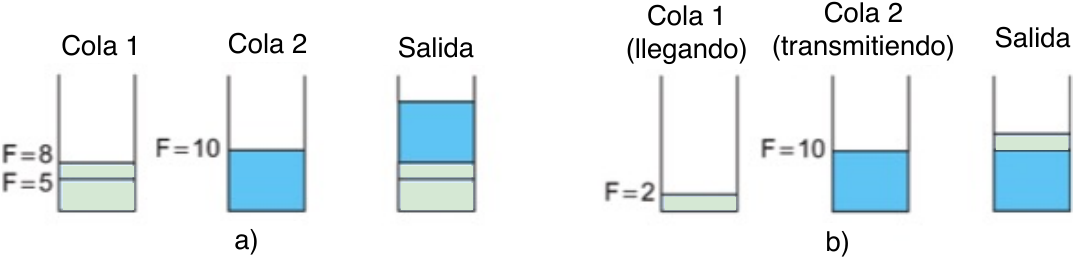 Cola 1
Cola 2
Salida
F=8
F=5
F=10
a)
Cola 1
(llegando)
Cola 2
(transmitiendo)
Salida
F=10
F=2
b)